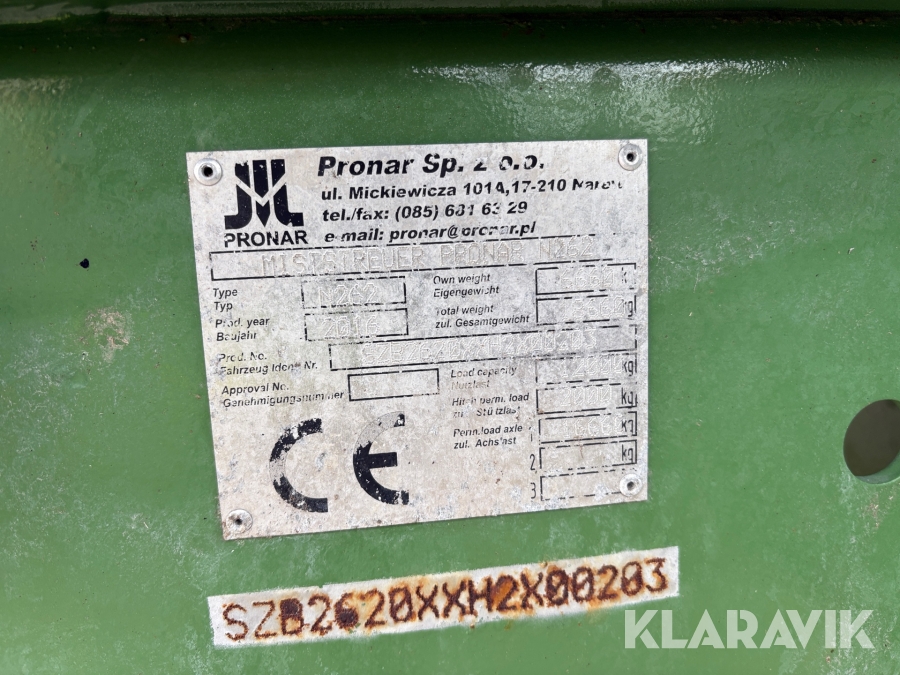 PRONAR
Pronar Sp. z o.o.
ul. Mickiewicza 101A,17-210 Narew
tel./fax: (085) 681 63 29
e-mail: pronar@pronar.pl
MISTSTREUER PRONAR N262
Type
Typ
N262
Own weight
Eigengewicht
kg
Prod. year
Baujahr
2016
Total weight
zul. Gesamtgewicht
kg
Prod. No.
Fahrzeug Ident Nr.
SZB2620XXH2X00203
Approval No.
Genehmigungsnummer
Load capacity
Nutzlast
kg
Hitch perm. load
zul. Stützlast
kg
Perm.load axle
zul. Achslast
kg
2
kg
3
CE
SZB2620XXH2X00203
KLARAVIK